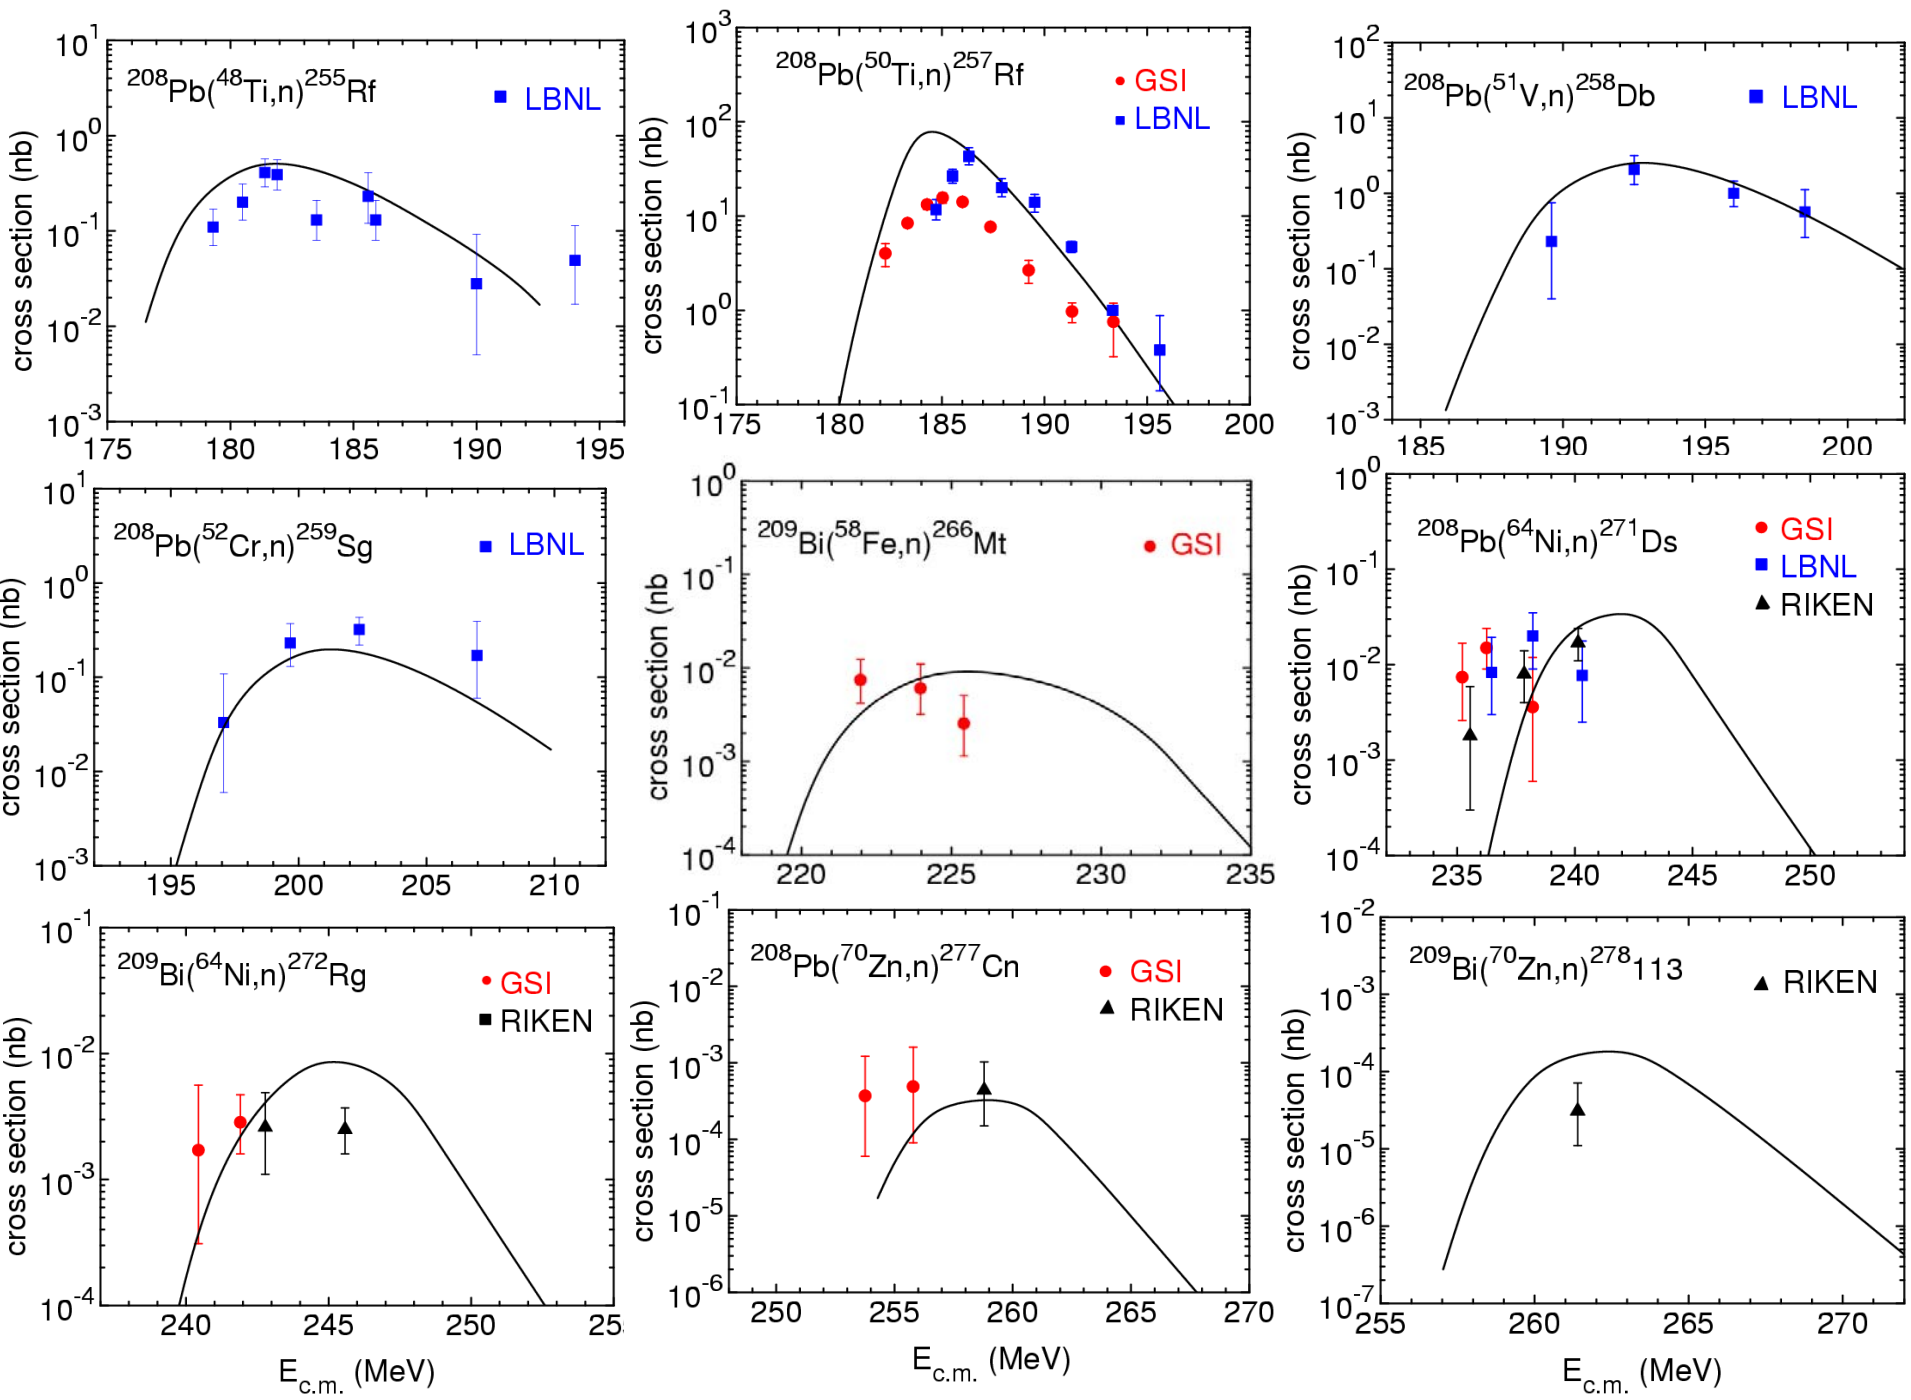 10^1
10^0
10^-1
10^-2
10^-3
cross section (nb)
^208Pb(^48Ti,n)^255Rf
LBNL
175 180 185 190 195
10^3
10^2
10^1
10^0
10^-1
cross section (nb)
^208Pb(^50Ti,n)^257Rf
GSI
LBNL
175 180 185 190 195 200
10^2
10^1
10^0
10^-1
10^-2
10^-3
cross section (nb)
^208Pb(^51V,n)^258Db
LBNL
185 190 195 200
10^1
10^0
10^-1
10^-2
10^-3
cross section (nb)
^208Pb(^52Cr,n)^259Sg
LBNL
195 200 205 210
10^0
10^-1
10^-2
10^-3
10^-4
cross section (nb
^209Bi(^58Fe,n)^266Mt
GSI
220 225 230 235
10^0
10^-1
10^-2
10^-3
10^-4
cross section (nb)
^208Pb(^64Ni,n)^271Ds
GSI
LBNL
RIKEN
235 240 245 250
10^-1
10^-2
10^-3
10^-4
cross section (nb)
^209Bi(^64Ni,n)^272Rg
GSI
RIKEN
240 245 250 25
E_c.m. (MeV)
10^-1
10^-2
10^-3
10^-4
10^-5
10^-6
cross section (nb)
^208Pb(^70Zn,n)^277Cn
GSI
RIKEN
250 255 260 265 270
E_c.m. (MeV)
10^-2
10^-3
10^-4
10^-5
10^-6
10^-7
cross section (nb)
^209Bi(^70Zn,n)^278113
RIKEN
255 260 265 270
E_c.m. (MeV)